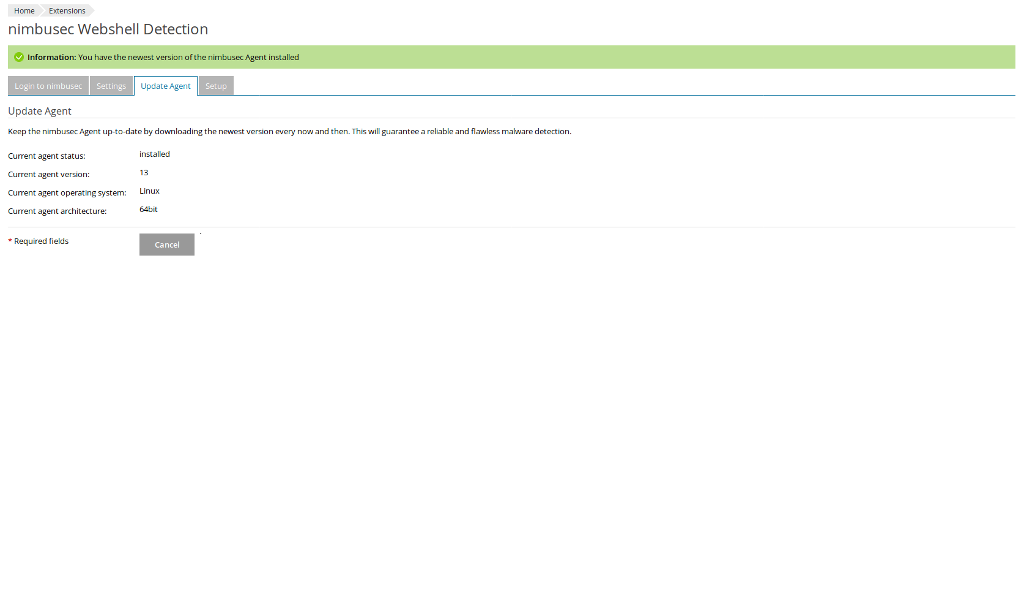 Home Extensions
nimbusec Webshell Detection
Information: You have the newest version of the nimbusec Agent installed
Login to nimbusec Settings Update Agent Setup
Update Agent
Keep the nimbusec Agent up-to-date by downloading the newest version every now and then. This will guarantee a reliable and flawless malware detection.
Current agent status: installed
Current agent version: 13
Current agent operating system: Linux
Current agent architecture: 64bit
* Required fields Cancel